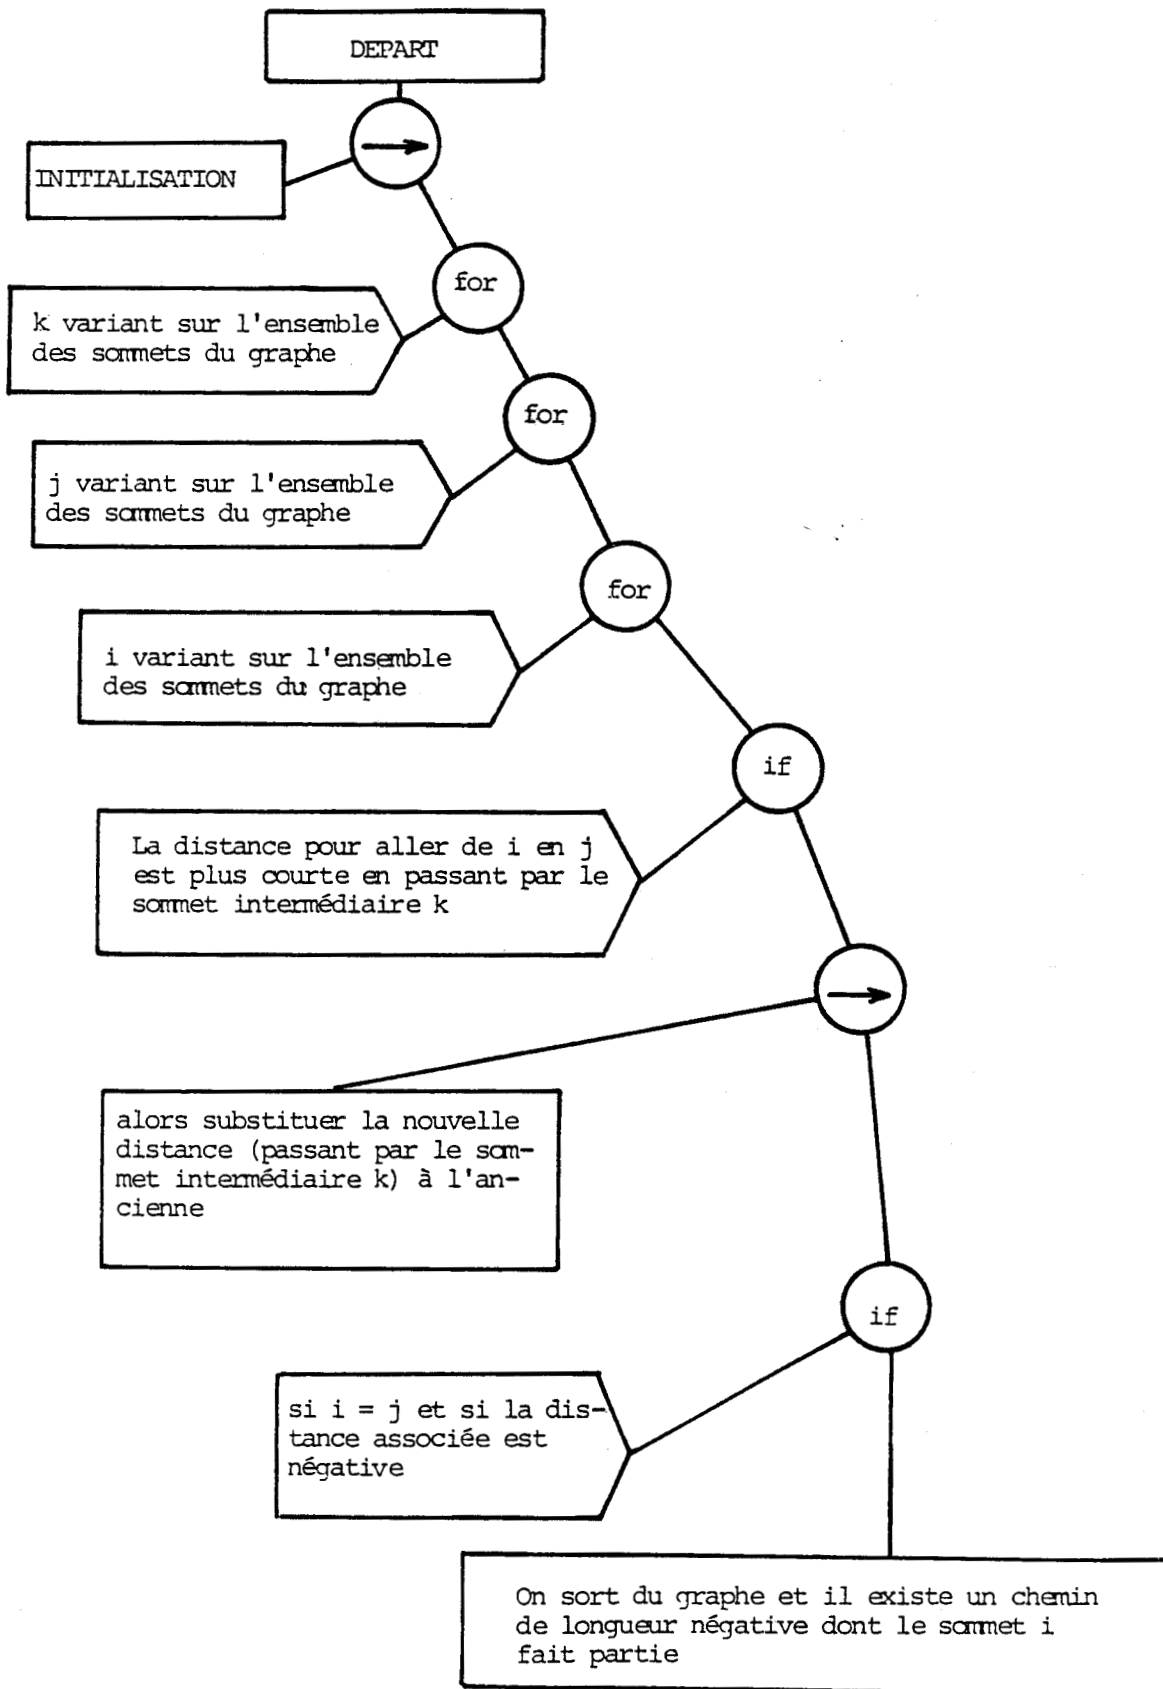 DEPART
INITIALISATION
for
k variant sur l'ensemble
des sommets du graphe
for
j variant sur l'ensemble
des sommets du graphe
for
i variant sur l'ensemble
des sommets du graphe
if
La distance pour aller de i en j
est plus courte en passant par le
sommet intermédiaire k
alors substituer la nouvelle
distance (passant par le som-
met intermédiaire k) à l'an-
cienne
if
si i = j et si la dis-
tance associée est
négative
On sort du graphe et il existe un chemin
de longueur négative dont le sommet i
fait partie